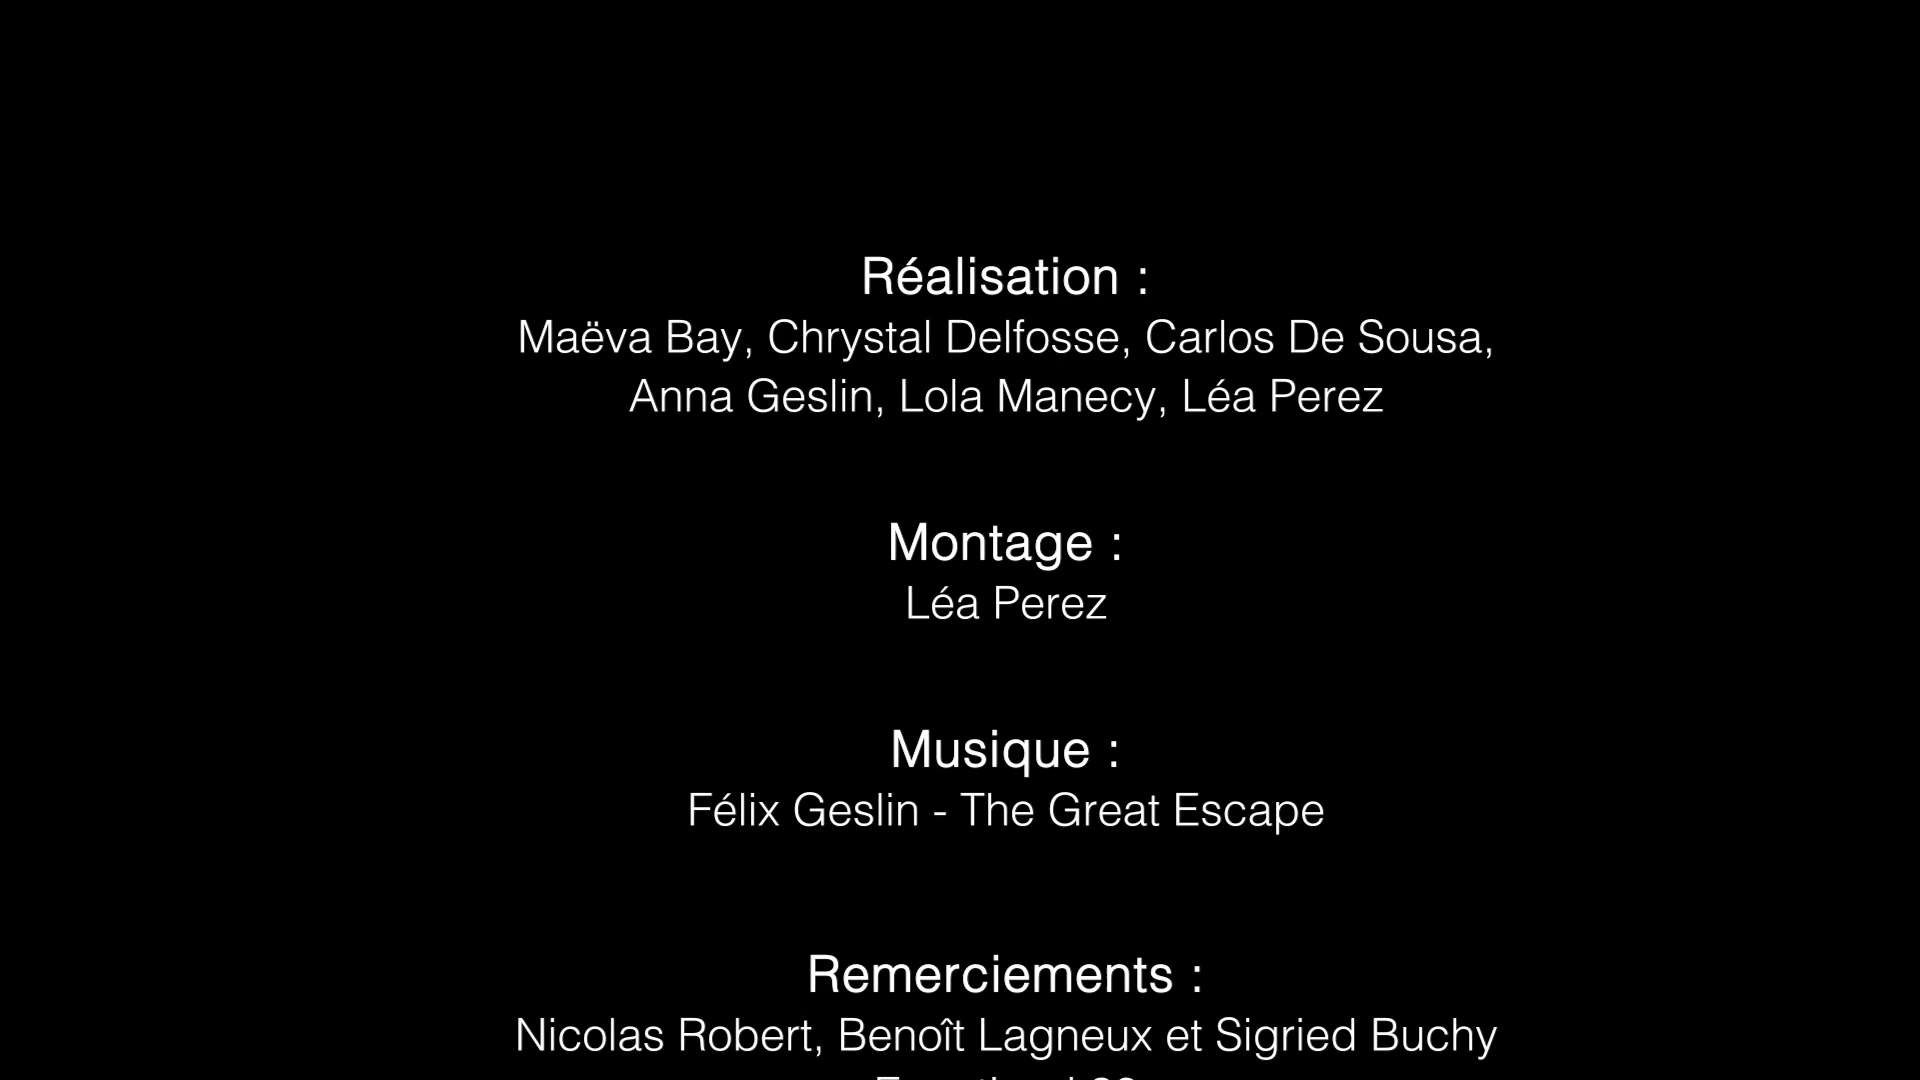 Réalisation :
Maëva Bay, Chrystal Delfosse, Carlos De Sousa,
Anna Geslin, Lola Manecy, Léa Perez
Montage :
Léa Perez
Musique :
Félix Geslin - The Great Escape
Remerciements :
Nicolas Robert, Benoît Lagneux et Sigried Buchy